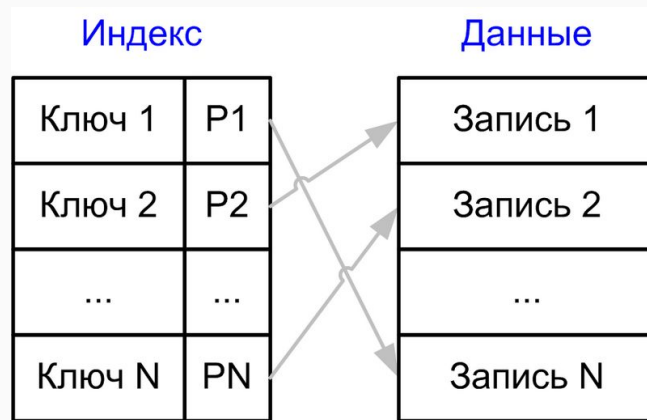 Индекс Данные
Ключ 1 P1 Запись 1
Ключ 2 P2 Запись 2
... ... ...
Ключ N PN Запись N